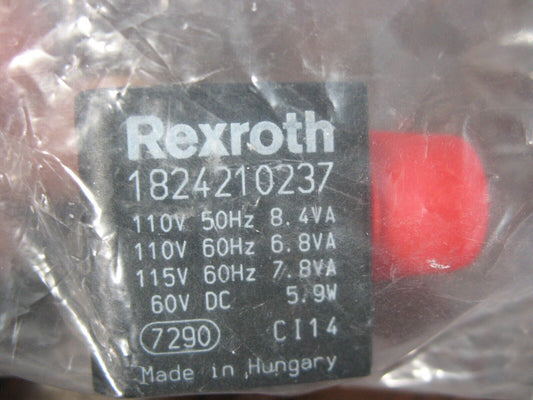 Rexroth
1824210237
110V 50Hz 8.4VA
110V 60Hz 6.8VA
115V 60Hz 7.8VA
60V DC 5.9W
7290 CI14
Made in Hungary